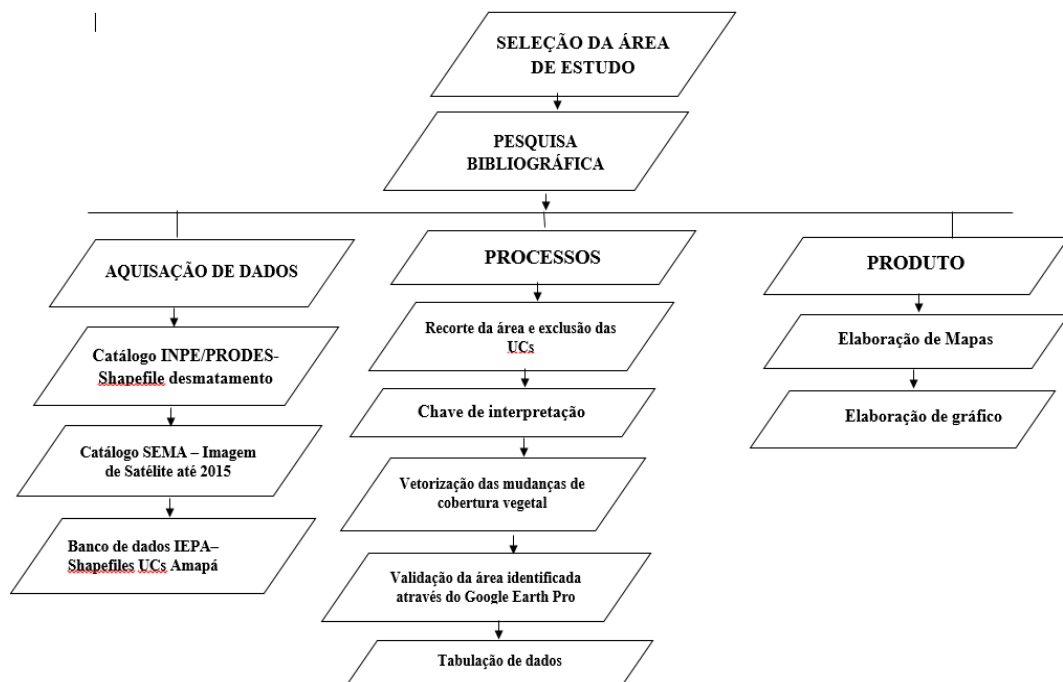 SELEÇÃO DA ÁREA
DE ESTUDO
PESQUISA
BIBLIOGRÁFICA
AQUISAÇÃO DE DADOS
Catálogo INPE/PRODES-
Shapefile desmatamento
Catálogo SEMA – Imagem
de Satélite até 2015
Banco de dados IEPA–
Shapefiles UCs Amapá
PROCESSOS
Recorte da área e exclusão das
UCs
Chave de interpretação
Vetorização das mudanças de
cobertura vegetal
Validação da área identificada
através do Google Earth Pro
Tabulação de dados
PRODUTO
Elaboração de Mapas
Elaboração de gráfico